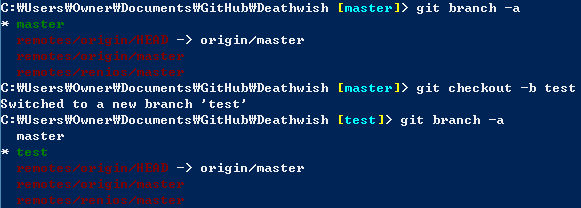 C:₩Users₩Owner₩Documents₩GitHub₩Deathwish [master]> git branch -a
* master
remotes/origin/HEAD -> origin/master
remotes/origin/master
C:₩Users₩Owner₩Documents₩GitHub₩Deathwish [master]> git checkout -b test
Switched to a new branch 'test'
C:₩Users₩Owner₩Documents₩GitHub₩Deathwish [test]> git branch -a
master
* test
remotes/origin/HEAD -> origin/master
remotes/origin/master